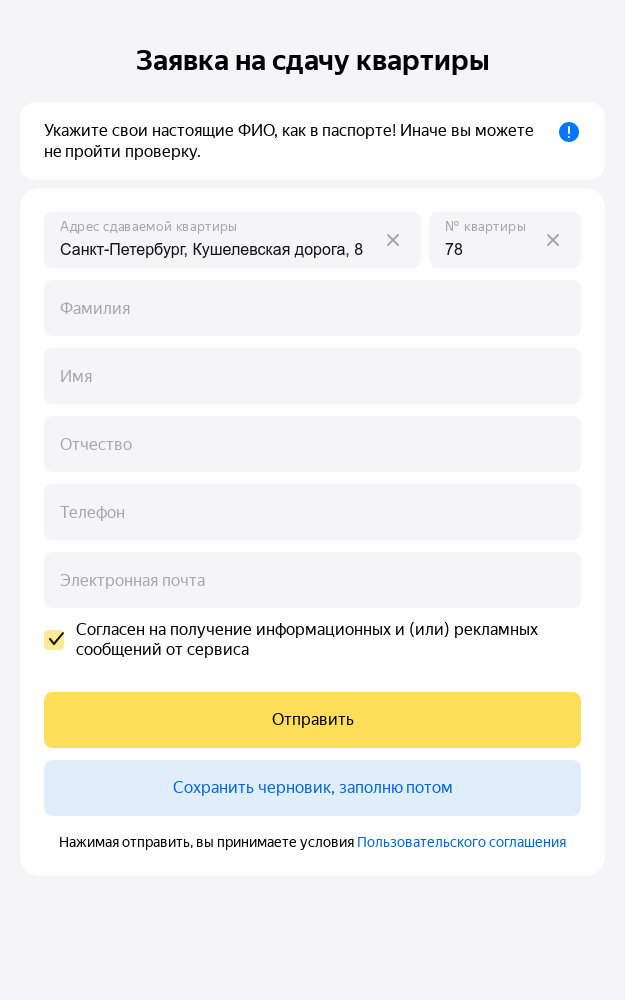 Заявка на сдачу квартиры
Укажите свои настоящие ФИО, как в паспорте! Иначе вы можете
не пройти проверку.
Адрес сдаваемой квартиры
Санкт-Петербург, Кушелевская дорога, 8
№ квартиры
78
Фамилия
Имя
Отчество
Телефон
Электронная почта
Согласен на получение информационных и (или) рекламных
сообщений от сервиса
Отправить
Сохранить черновик, заполню потом
Нажимая отправить, вы принимаете условия Пользовательского соглашения